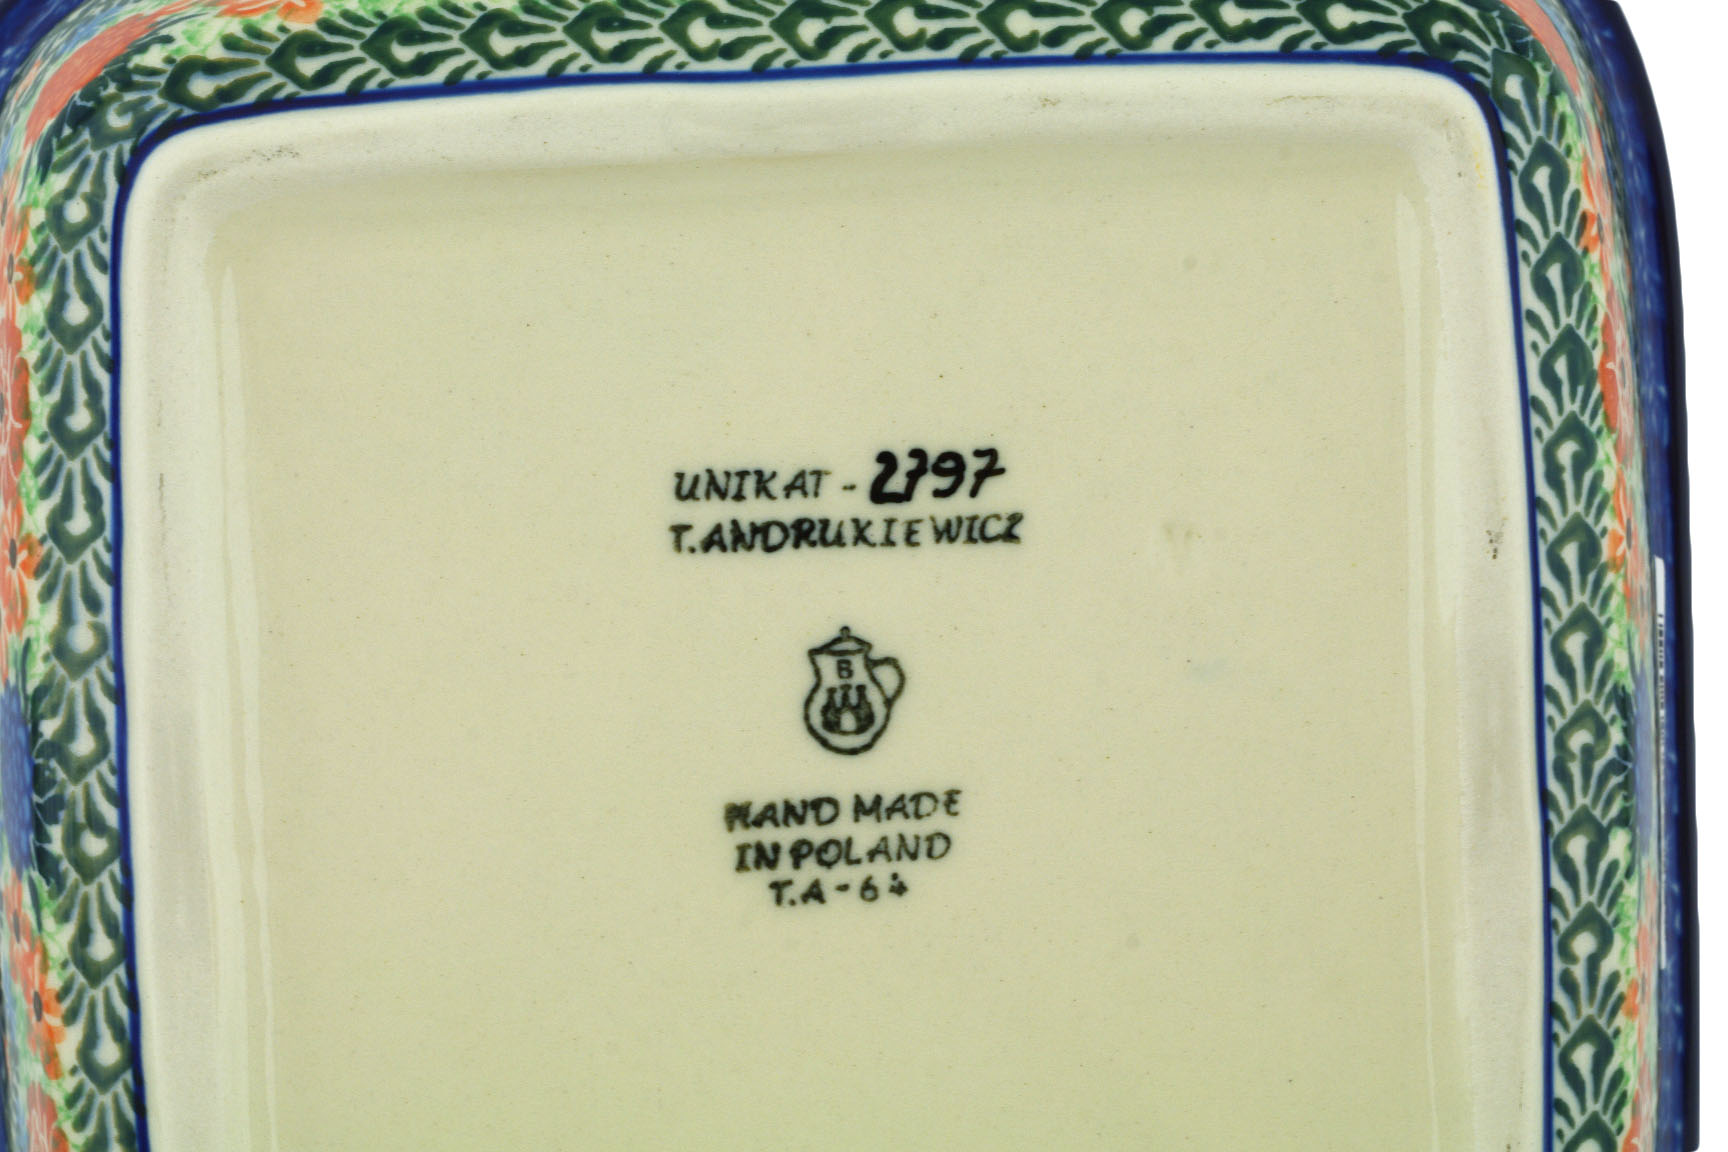 UNIKAT - 2797
T.ANDRUKIEWICZ
B
HAND MADE
IN POLAND
T.A-64